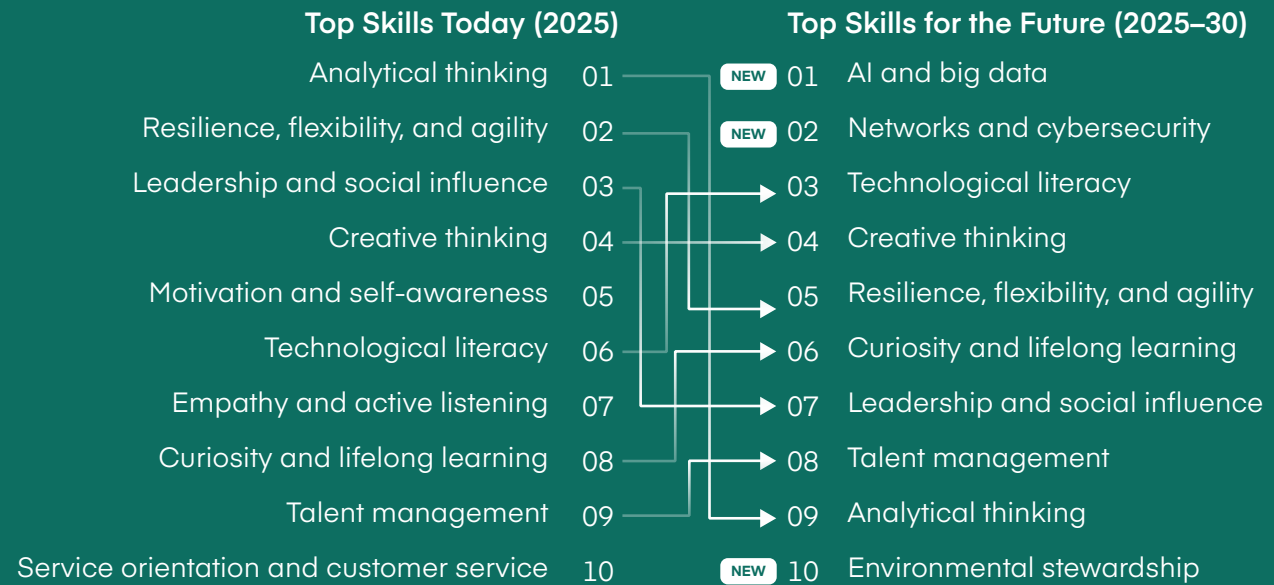 Top Skills Today (2025)
Analytical thinking 01
Resilience, flexibility, and agility 02
Leadership and social influence 03
Creative thinking 04
Motivation and self-awareness 05
Technological literacy 06
Empathy and active listening 07
Curiosity and lifelong learning 08
Talent management 09
Service orientation and customer service 10
Top Skills for the Future (2025–30)
NEW 01 AI and big data
NEW 02 Networks and cybersecurity
03 Technological literacy
04 Creative thinking
05 Resilience, flexibility, and agility
06 Curiosity and lifelong learning
07 Leadership and social influence
08 Talent management
09 Analytical thinking
NEW 10 Environmental stewardship